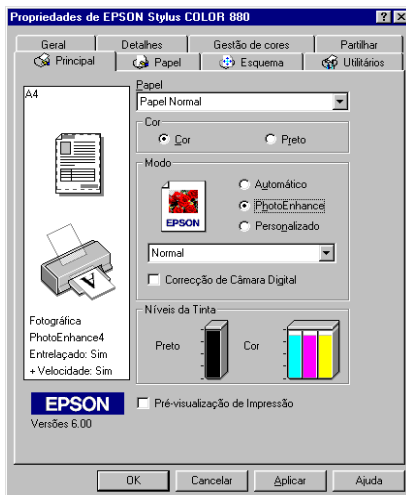 Propriedades de EPSON Stylus COLOR 880
Geral
Detalhes
Gestão de cores
Partilhar
Principal
Papel
Esquema
Utilitários
A4
Papel
Papel Normal
Cor
Cor
Preto
Modo
EPSON
Automático
PhotoEnhance
Personalizado
Normal
Correcção de Câmara Digital
Fotográfica
PhotoEnhance4
Entrelaçado: Sim
+ Velocidade: Sim
Níveis da Tinta
Preto
Cor
EPSON
Versões 6.00
Pré-visualização de Impressão
OK
Cancelar
Aplicar
Ajuda